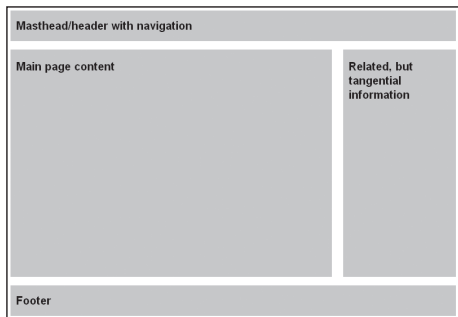 Masthead/header with navigation
Main page content
Related, but
tangential
information
Footer